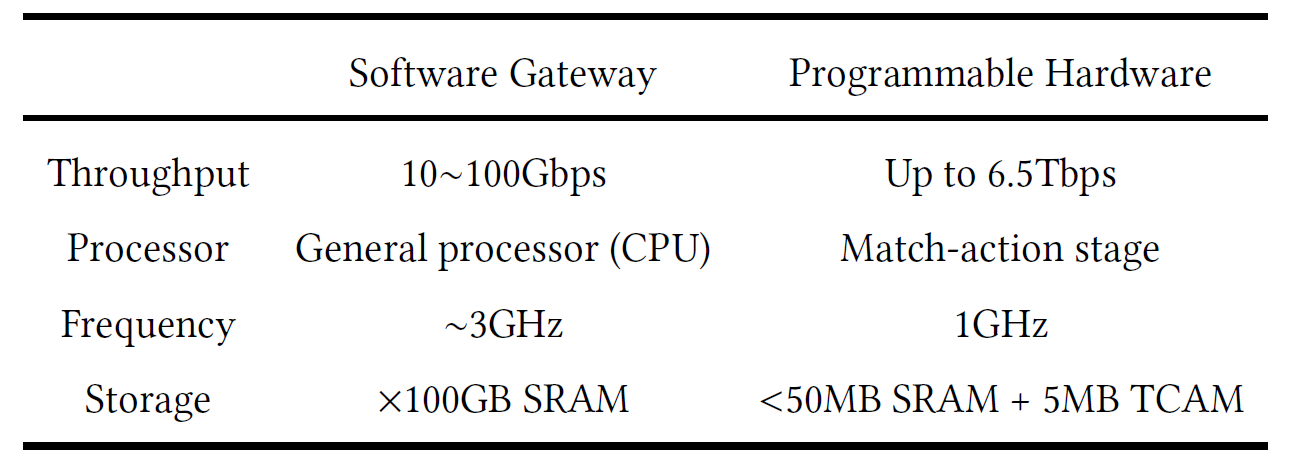 Software Gateway Programmable Hardware
Throughput 10~100Gbps Up to 6.5Tbps
Processor General processor (CPU) Match-action stage
Frequency ~3GHz 1GHz
Storage ×100GB SRAM <50MB SRAM + 5MB TCAM